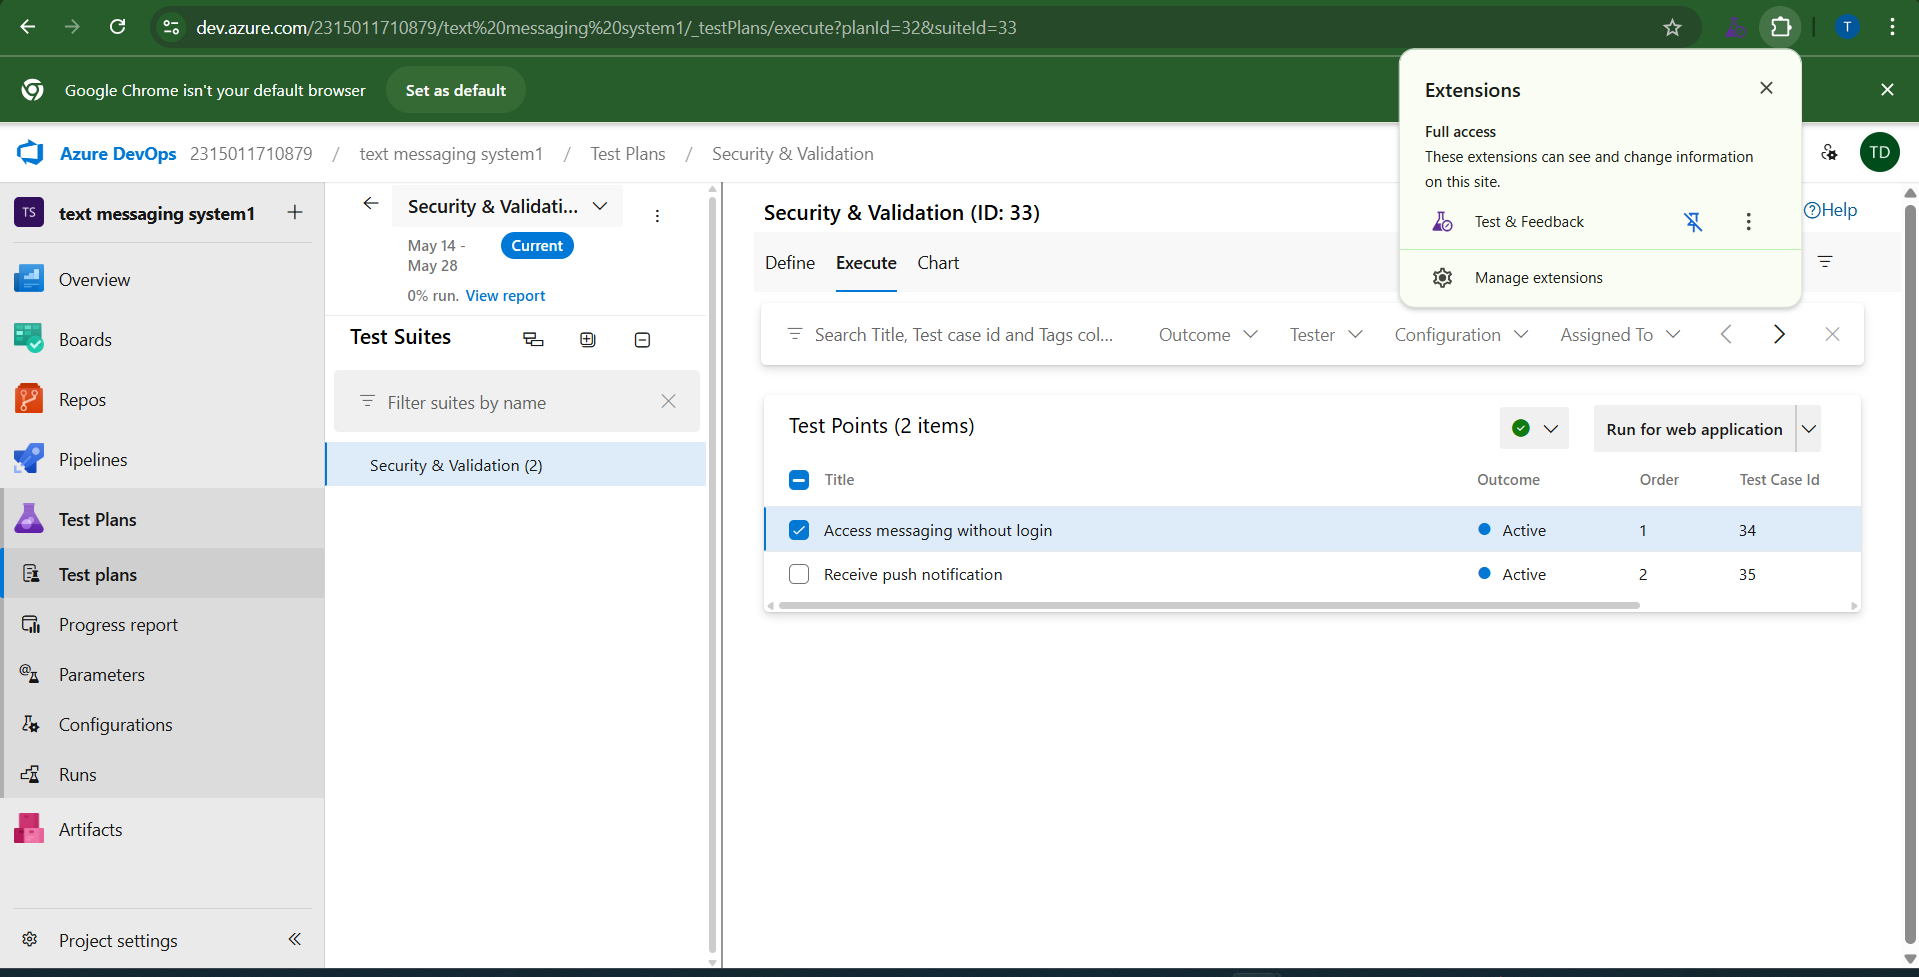 dev.azure.com/2315011710879/text%20messaging%20system1/_testPlans/execute?planId=32&suiteId=33
T
Google Chrome isn't your default browser
Set as default
Extensions
Full access
These extensions can see and change information
on this site.
Test & Feedback
Manage extensions
Azure DevOps
2315011710879 / text messaging system1 / Test Plans / Security & Validation
TD
TS
text messaging system1
Overview
Boards
Repos
Pipelines
Test Plans
Test plans
Progress report
Parameters
Configurations
Runs
Artifacts
Project settings
Security & Validati...
May 14 -
May 28
Current
0% run. View report
Test Suites
Filter suites by name
Security & Validation (2)
Security & Validation (ID: 33)
Help
Define Execute Chart
Search Title, Test case id and Tags col...
Outcome Tester Configuration Assigned To
Test Points (2 items)
Run for web application
Title Outcome Order Test Case Id
Access messaging without login Active 1 34
Receive push notification Active 2 35